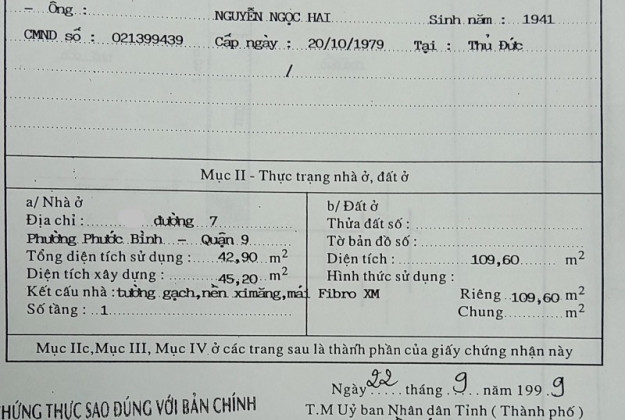 – Ông : NGUYỄN NGỌC HAI Sinh năm : 1941
CMND số : 021399439 Cấp ngày : 20/10/1979 Tại : Thủ Đức
/
Mục II - Thực trạng nhà ở, đất ở
a/ Nhà ở
Địa chỉ : đường 7
Phường Phước Bình – Quận 9
Tổng diện tích sử dụng : 42,90 m2
Diện tích xây dựng : 45,20 m2
Kết cấu nhà : tường gạch,nền ximăng,mái Fibro XM
Số tầng : 1
b/ Đất ở
Thửa đất số :
Tờ bản đồ số :
Diện tích : 109,60 m2
Hình thức sử dụng :
Riêng 109,60 m2
Chung m2
Mục IIc,Mục III, Mục IV ở các trang sau là thành phần của giấy chứng nhận này
Ngày 22 tháng 9 năm 199 9
CHỨNG THỰC SAO ĐÚNG VỚI BẢN CHÍNH
T.M Uỷ ban Nhân dân Tỉnh ( Thành phố )